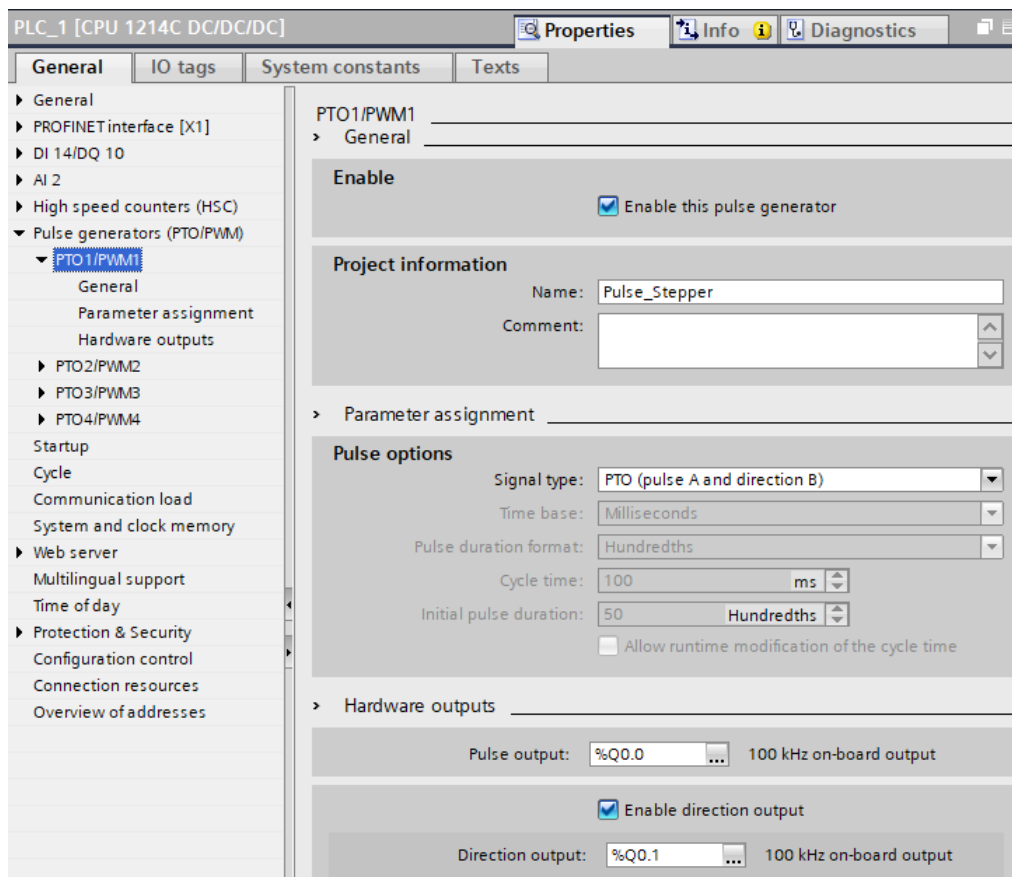 PLC_1 [CPU 1214C DC/DC/DC]
Properties
Info
Diagnostics
General
IO tags
System constants
Texts
General
PROFINET interface [X1]
DI 14/DQ 10
AI 2
High speed counters (HSC)
Pulse generators (PTO/PWM)
PTO1/PWM1
General
Parameter assignment
Hardware outputs
PTO2/PWM2
PTO3/PWM3
PTO4/PWM4
Startup
Cycle
Communication load
System and clock memory
Web server
Multilingual support
Time of day
Protection & Security
Configuration control
Connection resources
Overview of addresses
PTO1/PWM1
General
Enable
Enable this pulse generator
Project information
Name: Pulse_Stepper
Comment:
Parameter assignment
Pulse options
Signal type: PTO (pulse A and direction B)
Time base: Milliseconds
Pulse duration format: Hundredths
Cycle time: 100 ms
Initial pulse duration: 50 Hundredths
Allow runtime modification of the cycle time
Hardware outputs
Pulse output: %Q0.0 ... 100 kHz on-board output
Enable direction output
Direction output: %Q0.1 ... 100 kHz on-board output